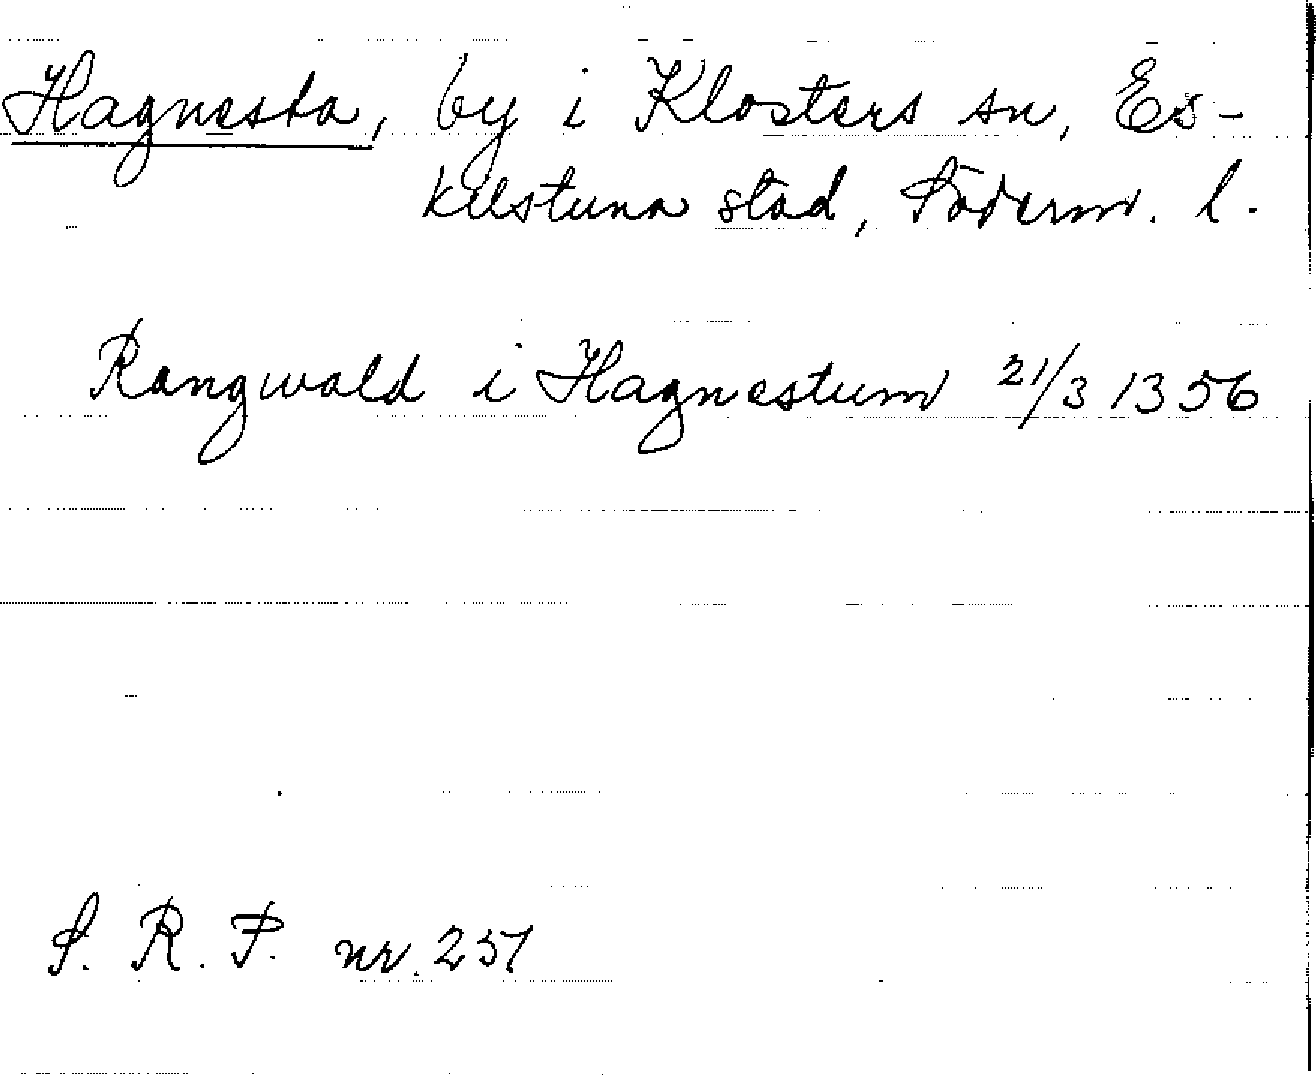 Hagnesta, by i Klosters sn, Es-
kilstuna stad, Söderm. l.
Rangwald i Hagnestum 21/3 1356
S. R. P. nr. 257